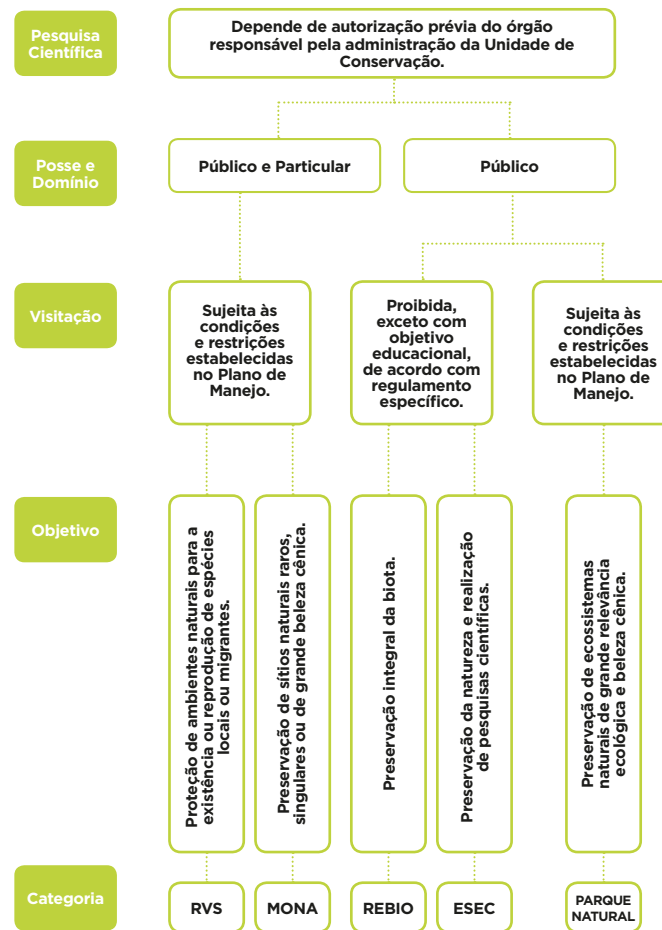 Pesquisa
Científica
Depende de autorização prévia do órgão
responsável pela administração da Unidade de
Conservação.
Posse e
Domínio
Público e Particular
Público
Visitação
Sujeita às
condições
e restrições
estabelecidas
no Plano de
Manejo.
Proibida,
exceto com
objetivo
educacional,
de acordo com
regulamento
específico.
Sujeita às
condições
e restrições
estabelecidas
no Plano de
Manejo.
Objetivo
Proteção de ambientes naturais para a
existência ou reprodução de espécies
locais ou migrantes.
Preservação de sítios naturais raros,
singulares ou de grande beleza cênica.
Preservação integral da biota.
Preservação da natureza e realização
de pesquisas científicas.
Preservação de ecossistemas
naturais de grande relevância
ecológica e beleza cênica.
Categoria
RVS
MONA
REBIO
ESEC
PARQUE
NATURAL